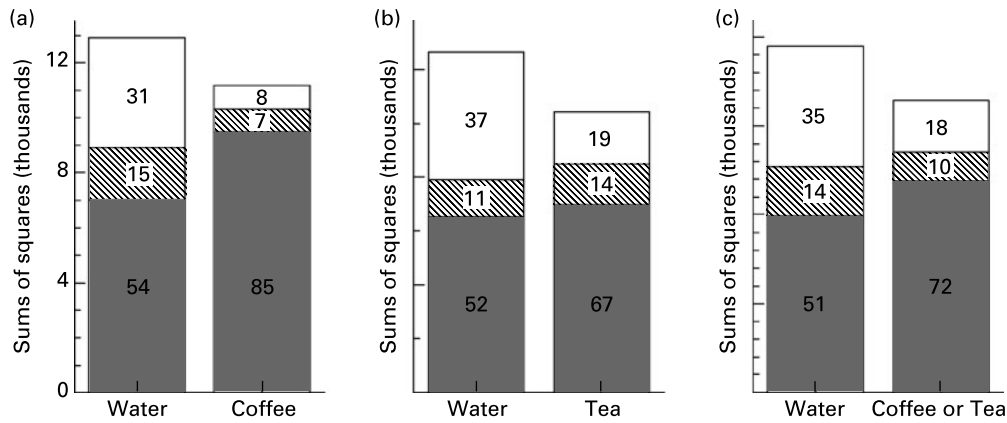 (a)
Sums of squares (thousands)
12
8
4
0
31
15
54
8
7
85
Water
Coffee
(b)
Sums of squares (thousands)
37
11
52
19
14
67
Water
Tea
(c)
Sums of squares (thousands)
35
14
51
18
10
72
Water
Coffee or Tea